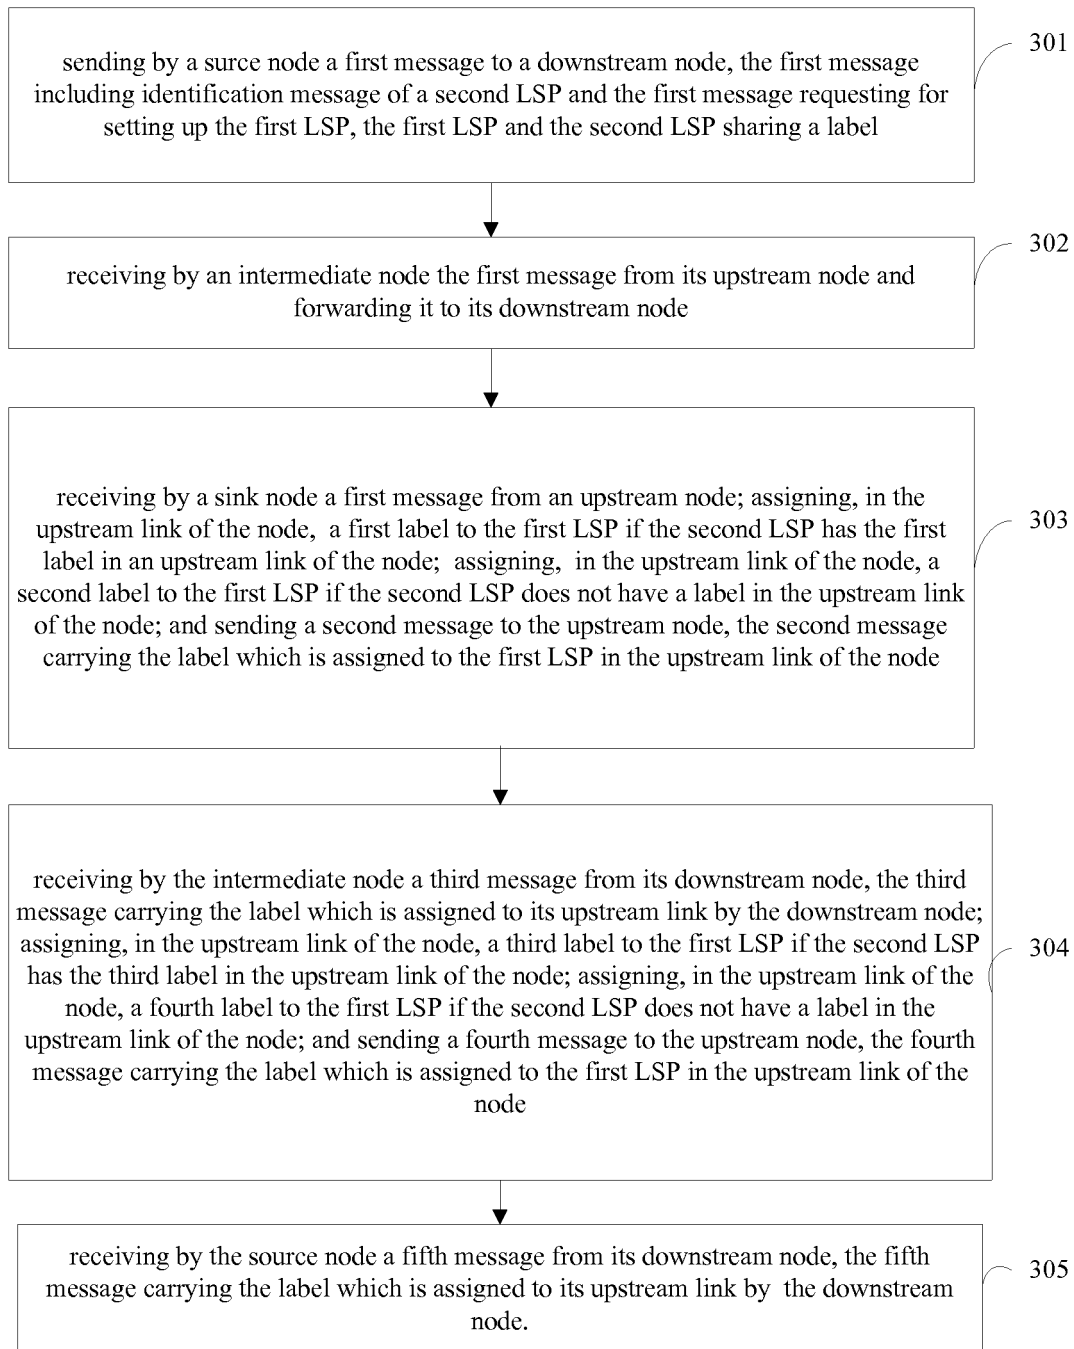 sending by a surce node a first message to a downstream node, the first message
including identification message of a second LSP and the first message requesting for
setting up the first LSP, the first LSP and the second LSP sharing a label
301
receiving by an intermediate node the first message from its upstream node and
forwarding it to its downstream node
302
receiving by a sink node a first message from an upstream node; assigning, in the
upstream link of the node, a first label to the first LSP if the second LSP has the first
label in an upstream link of the node; assigning, in the upstream link of the node, a
second label to the first LSP if the second LSP does not have a label in the upstream link
of the node; and sending a second message to the upstream node, the second message
carrying the label which is assigned to the first LSP in the upstream link of the node
303
receiving by the intermediate node a third message from its downstream node, the third
message carrying the label which is assigned to its upstream link by the downstream node;
assigning, in the upstream link of the node, a third label to the first LSP if the second LSP
has the third label in the upstream link of the node; assigning, in the upstream link of the
node, a fourth label to the first LSP if the second LSP does not have a label in the
upstream link of the node; and sending a fourth message to the upstream node, the fourth
message carrying the label which is assigned to the first LSP in the upstream link of the
node
304
receiving by the source node a fifth message from its downstream node, the fifth
message carrying the label which is assigned to its upstream link by the downstream
node.
305